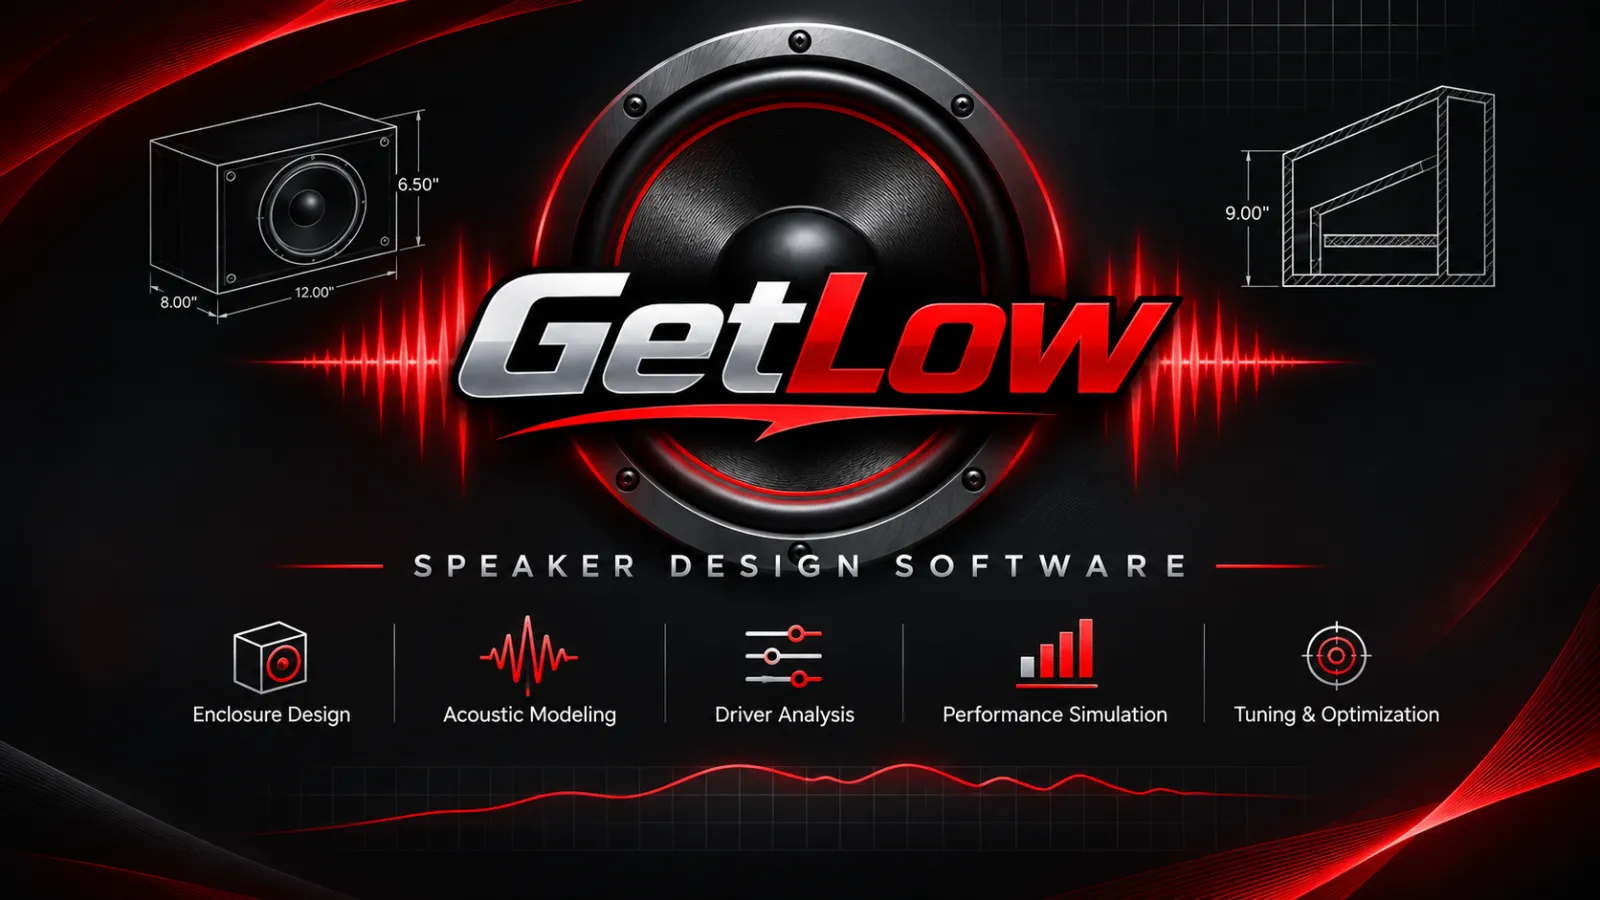 6.50"
8.00"
12.00"
9.00"
GetLow
SPEAKER DESIGN SOFTWARE
Enclosure Design
Acoustic Modeling
Driver Analysis
Performance Simulation
Tuning & Optimization